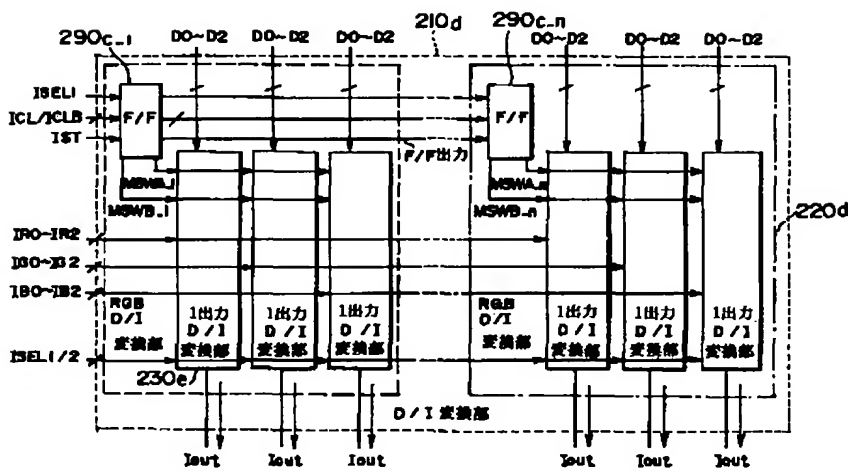 290c_1
D0~D2 D0~D2 D0~D2
210d
290c_n
D0~D2 D0~D2 D0~D2
ISEL1
ICL/ICLB
IST
F/F
F/F
F/F出力
MSWA_1
MSWB_1
MSWA_n
MSWB_n
220d
IR0~IR2
IG0~IG2
IB0~IB2
ISEL1/2
RGB
D/I
変換部
1出力
D/I
変換部
1出力
D/I
変換部
1出力
D/I
変換部
RGB
D/I
変換部
1出力
D/I
変換部
1出力
D/I
変換部
1出力
D/I
変換部
230e
D/I変換部
Iout Iout Iout Iout Iout Iout